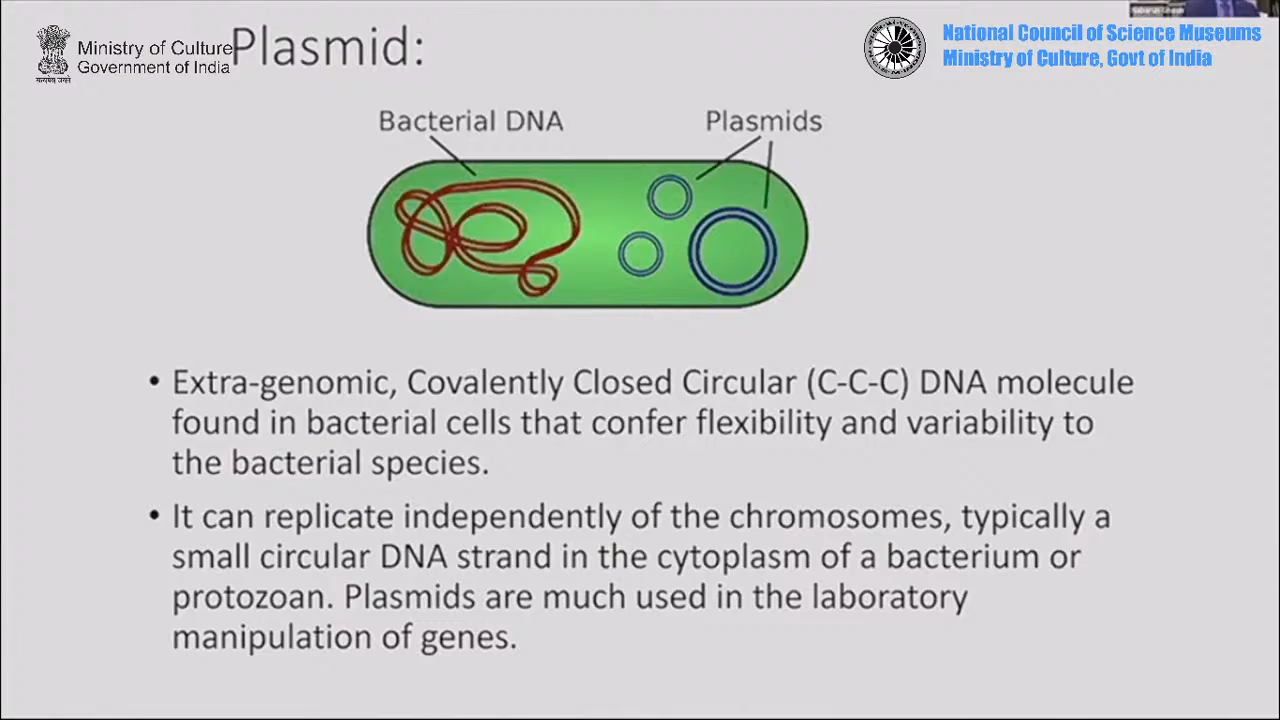 Ministry of Culture
Government of India
सत्यमेव जयते
Plasmid:
National Council of Science Museums
Ministry of Culture, Govt of India
Bacterial DNA
Plasmids
• Extra-genomic, Covalently Closed Circular (C-C-C) DNA molecule
found in bacterial cells that confer flexibility and variability to
the bacterial species.
• It can replicate independently of the chromosomes, typically a
small circular DNA strand in the cytoplasm of a bacterium or
protozoan. Plasmids are much used in the laboratory
manipulation of genes.